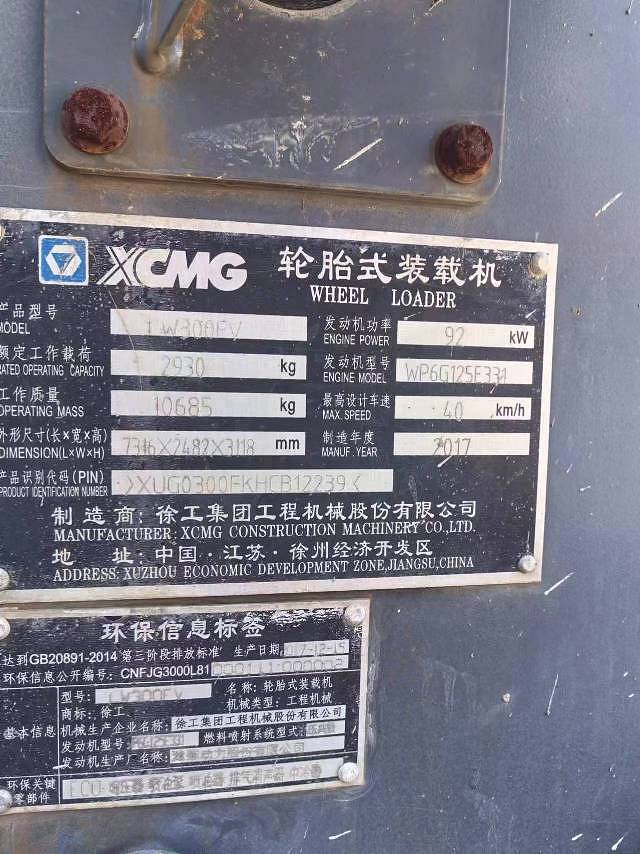 XCMG 轮胎式装载机
WHEEL LOADER
产品型号 LW300FV 发动机功率 92 kW
MODEL ENGINE POWER
额定工作载荷 2930 kg 发动机型号 WP6G125E331
RATED OPERATING CAPACITY ENGINE MODEL
工作质量 10685 kg 最高设计车速 40 km/h
OPERATING MASS MAX. SPEED
外形尺寸(长×宽×高) 7316×2482×3118 mm 制造年度 2017
DIMENSION(L×W×H) MANUF. YEAR
产品识别代码(PIN) >XUG0300FKHCB12239<
PRODUCT IDENTIFICATION NUMBER
制造商: 徐工集团工程机械股份有限公司
MANUFACTURER: XCMG CONSTRUCTION MACHINERY CO.,LTD.
地 址: 中国·江苏·徐州经济开发区
ADDRESS: XUZHOU ECONOMIC DEVELOPMENT ZONE,JIANGSU,CHINA
环保信息标签
达到GB20891-2014"第三阶段排放标准" 生产日期 2017-12-15
环保信息公开编号: CNFJG3000L81
型号: LW300FV 名称: 轮胎式装载机
商标: 徐工 机械类型: 工程机械
基本信息 机械生产企业名称: 徐工集团工程机械股份有限公司
发动机型号: 燃料喷射系统型式:
发动机生产厂名称:
环保关键 ECU
零部件